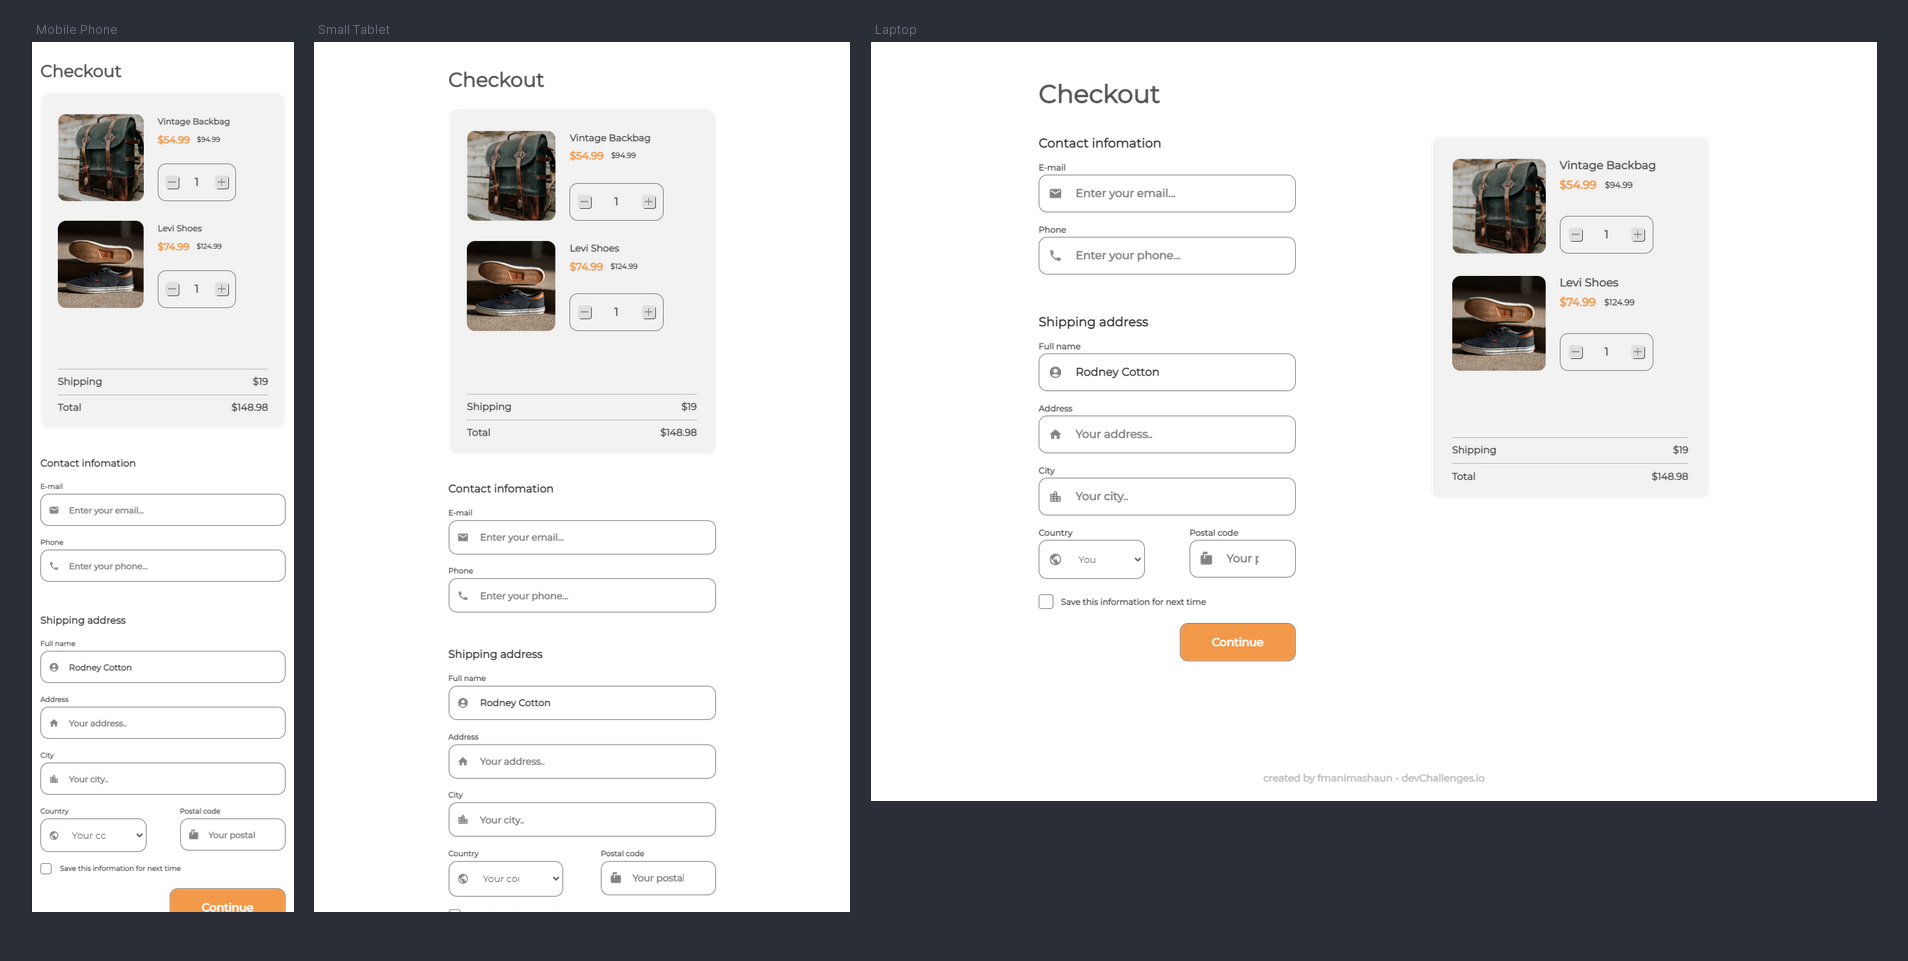 Mobile Phone
Checkout
Vintage Backbag
$54.99 $94.99
1
Levi Shoes
$74.99 $124.99
1
Shipping $19
Total $148.98
Contact infomation
E-mail
Enter your email...
Phone
Enter your phone...
Shipping address
Full name
Rodney Cotton
Address
Your address..
City
Your city..
Country Postal code
Your cc Your postal
Save this information for next time
Continue
Small Tablet
Checkout
Vintage Backbag
$54.99 $94.99
1
Levi Shoes
$74.99 $124.99
1
Shipping $19
Total $148.98
Contact infomation
E-mail
Enter your email...
Phone
Enter your phone...
Shipping address
Full name
Rodney Cotton
Address
Your address..
City
Your city..
Country Postal code
Your cou Your postal
Laptop
Checkout
Contact infomation
E-mail
Enter your email...
Phone
Enter your phone...
Shipping address
Full name
Rodney Cotton
Address
Your address..
City
Your city..
Country Postal code
You Your p
Save this information for next time
Continue
Vintage Backbag
$54.99 $94.99
1
Levi Shoes
$74.99 $124.99
1
Shipping $19
Total $148.98
created by fmanimashaun - devChallenges.io